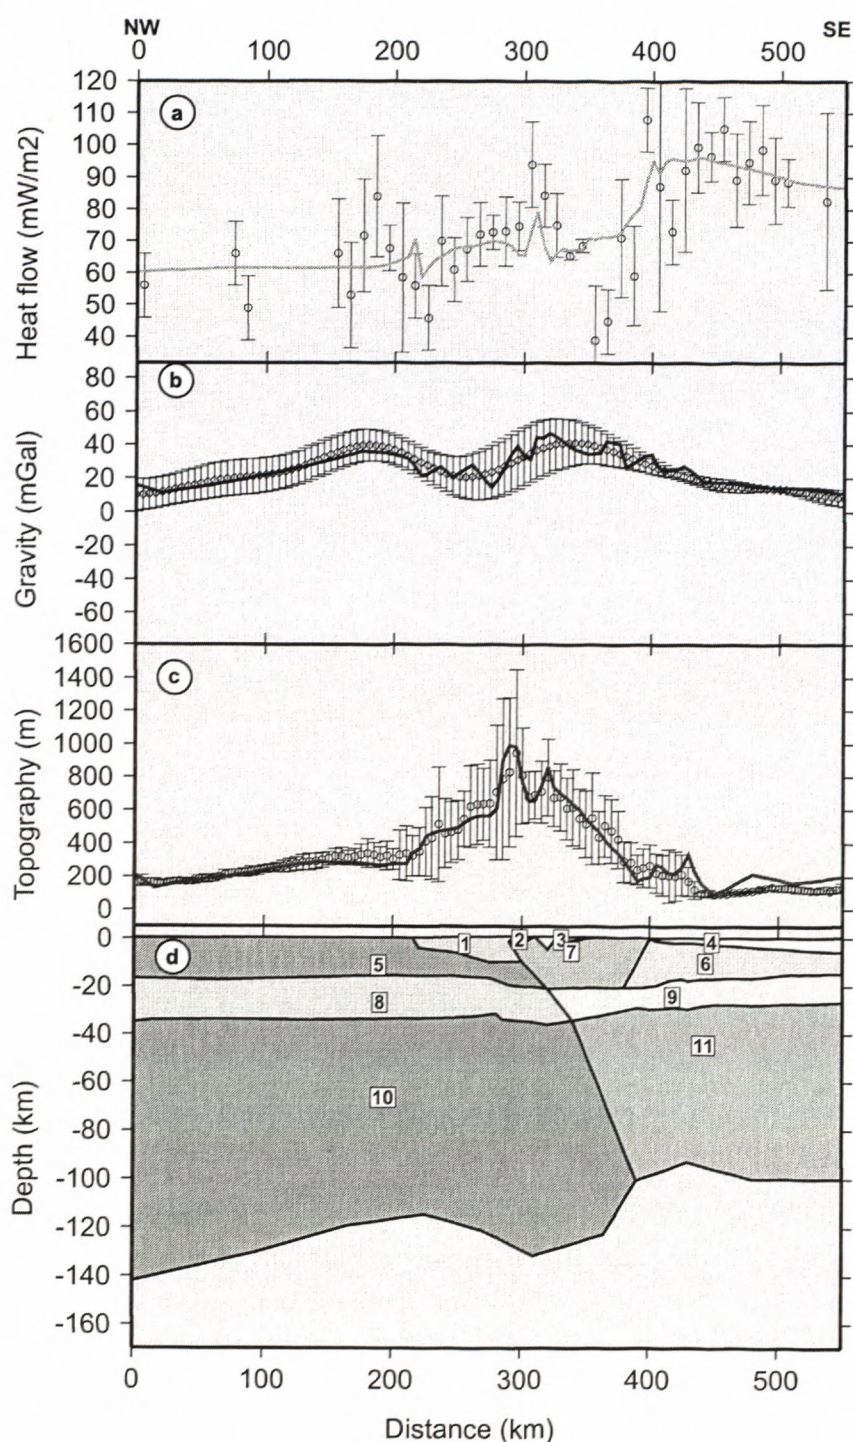 NW
SE
0 100 200 300 400 500
120
110
100
90
80
70
60
50
40
Heat flow (mW/m2)
a
80
60
40
20
0
-20
-40
-60
Gravity (mGal)
b
1600
1400
1200
1000
800
600
400
200
0
Topography (m)
c
0
-20
-40
-60
-80
-100
-120
-140
-160
Depth (km)
d
1 2 3 4
5 7 6
8 9
10 11
0 100 200 300 400 500
Distance (km)